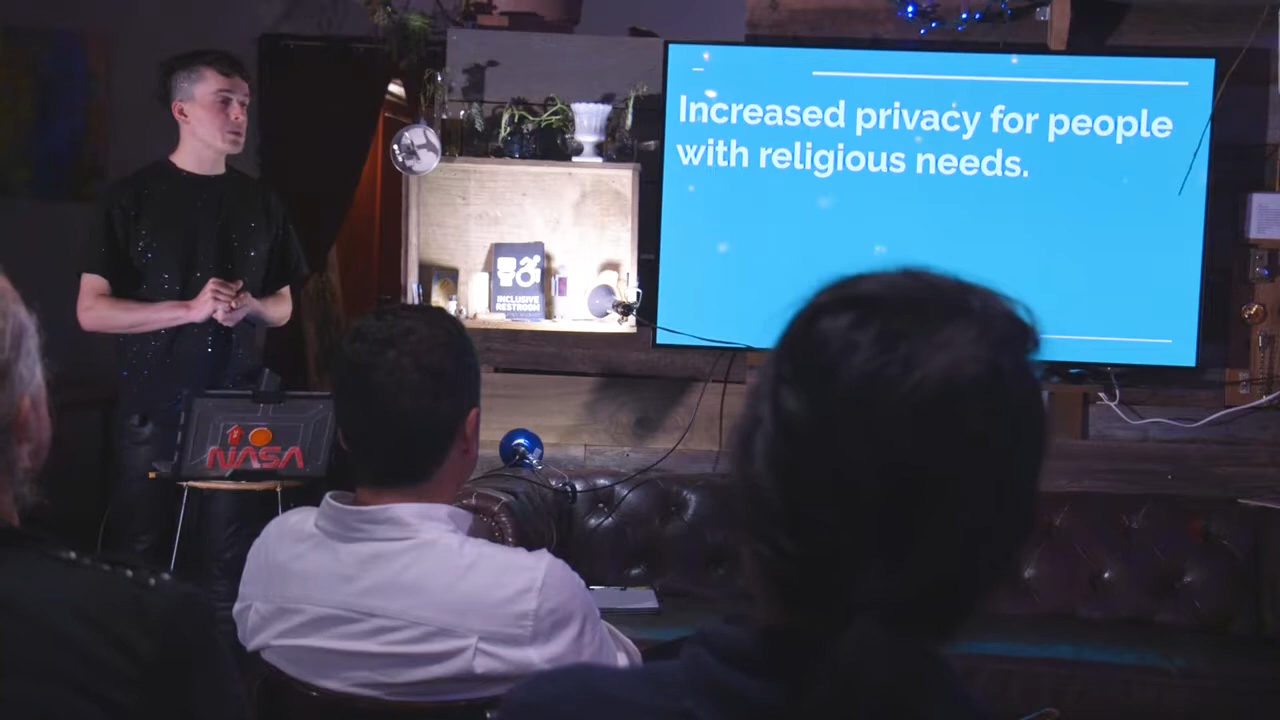 Increased privacy for people
with religious needs.
INCLUSIVE
RESTROOM
NASA